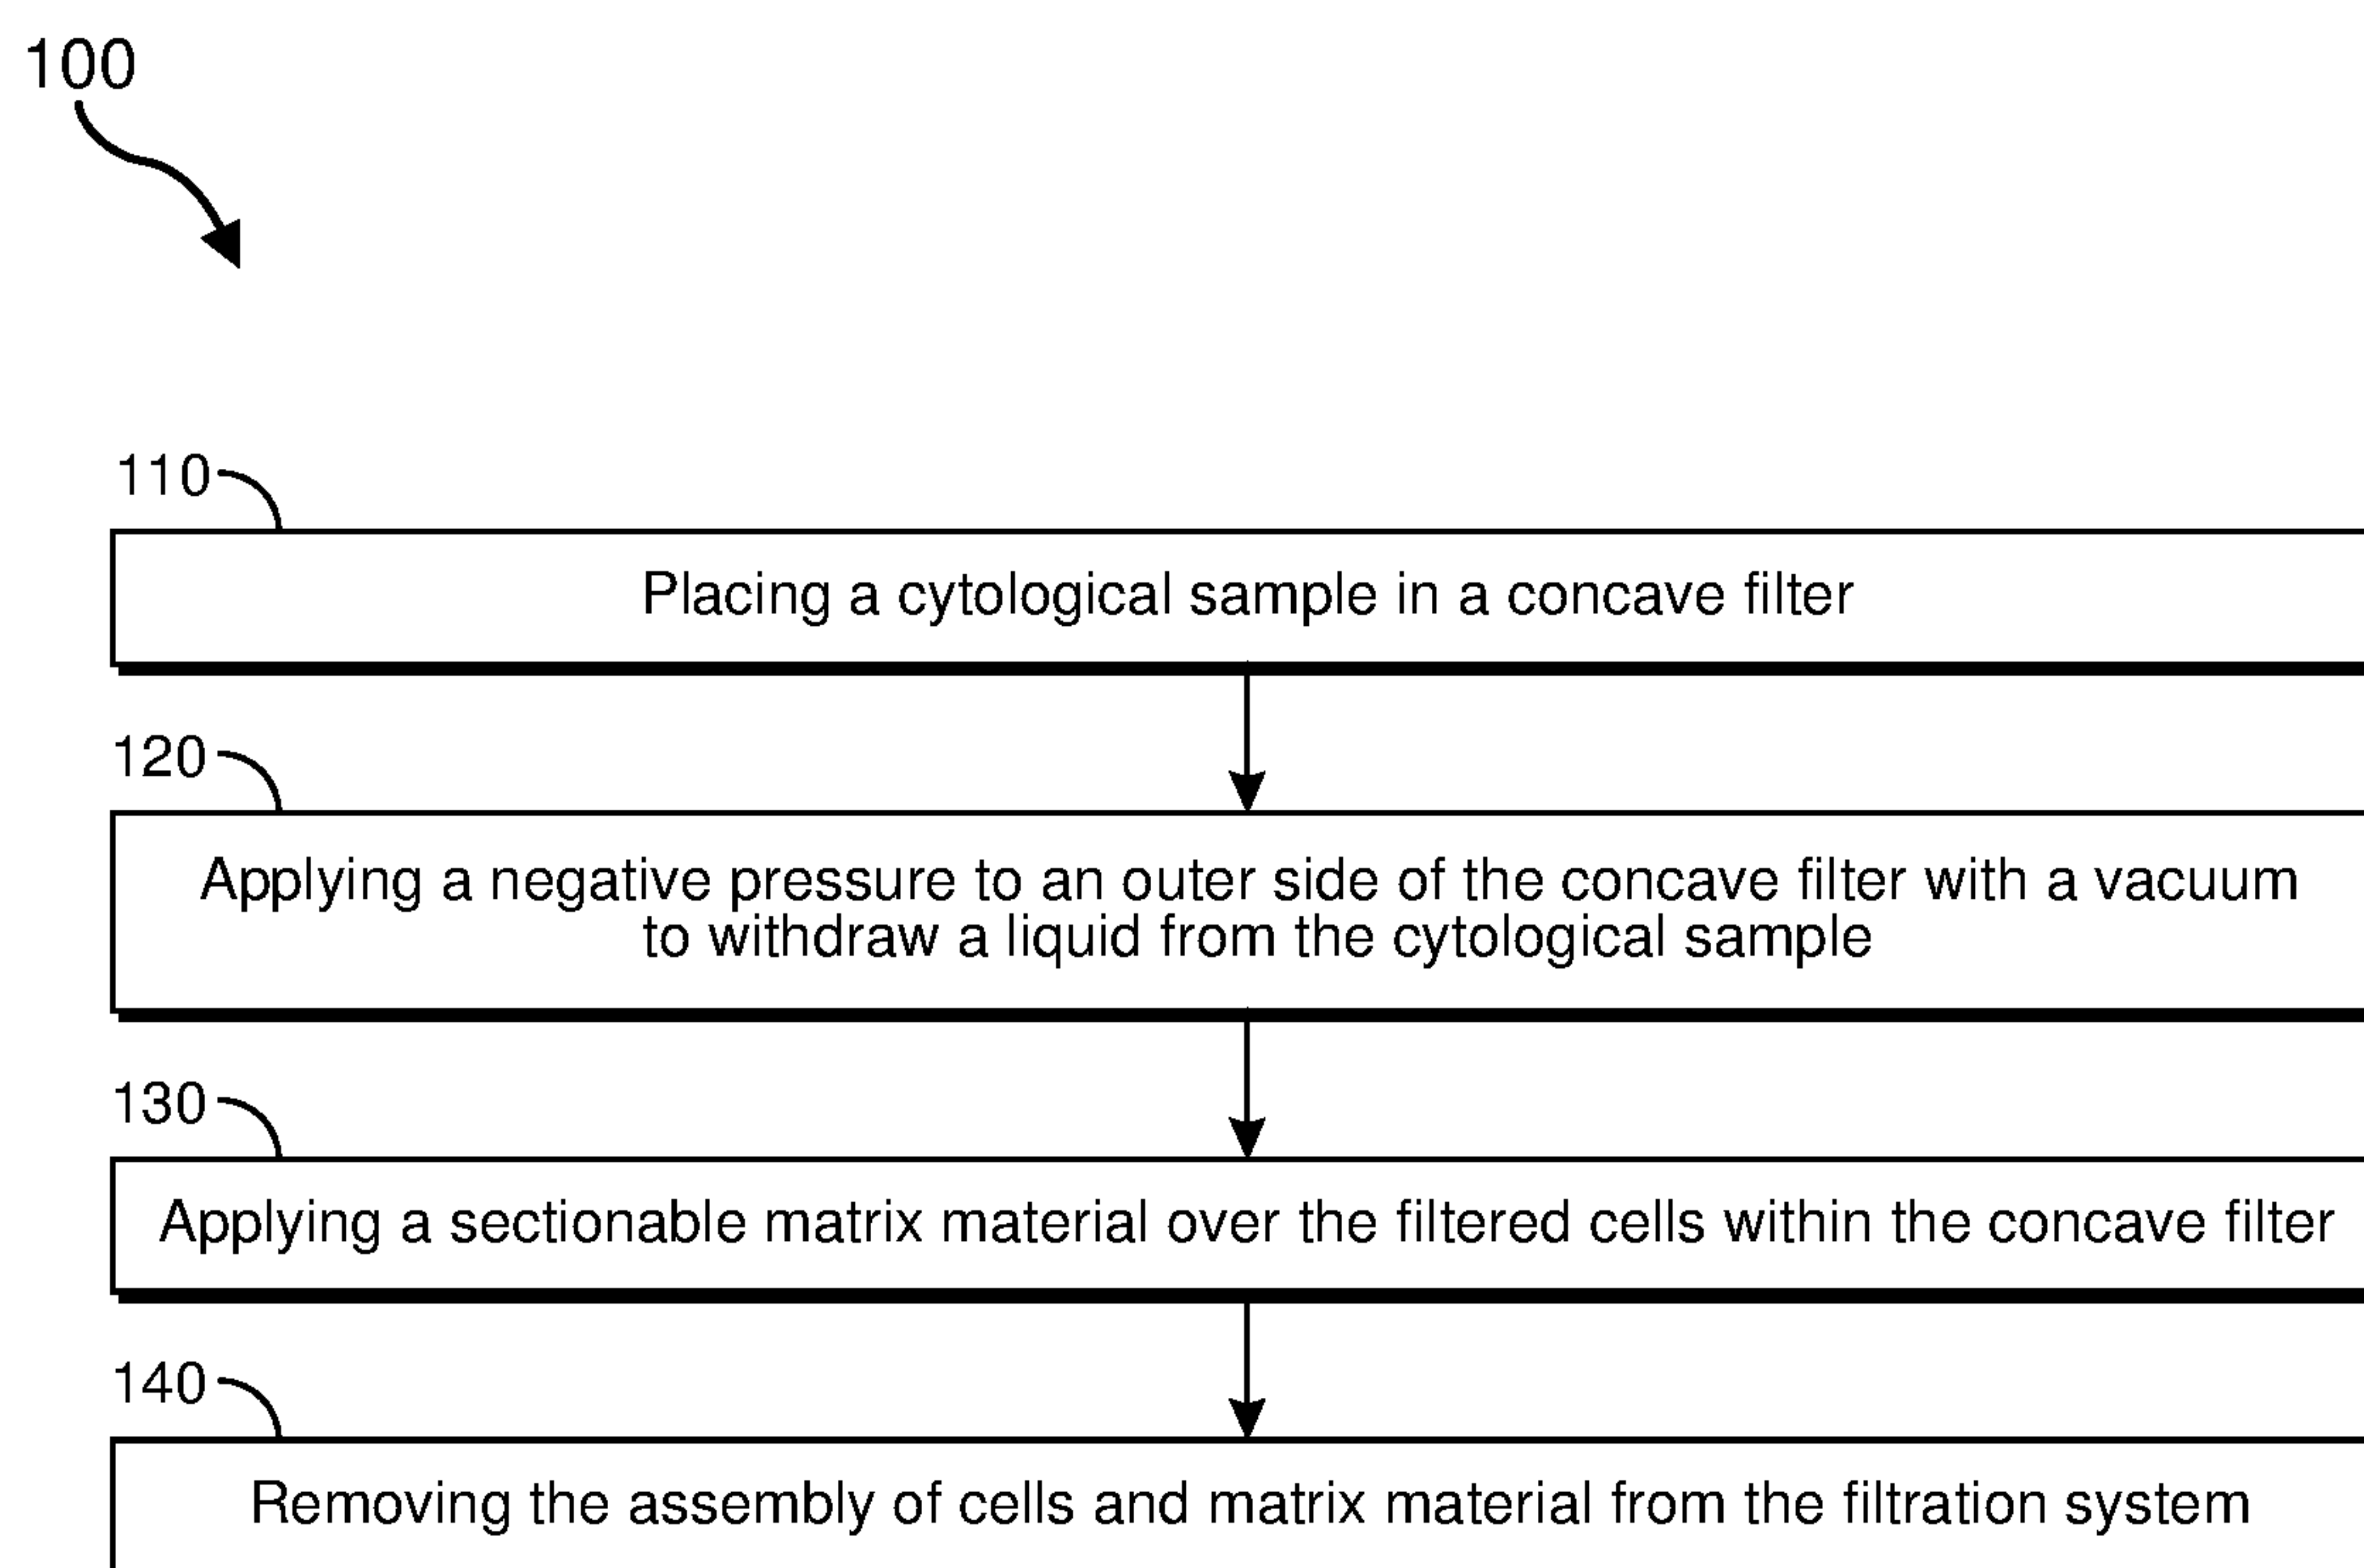 100
110
Placing a cytological sample in a concave filter
120
Applying a negative pressure to an outer side of the concave filter with a vacuum
to withdraw a liquid from the cytological sample
130
Applying a sectionable matrix material over the filtered cells within the concave filter
140
Removing the assembly of cells and matrix material from the filtration system